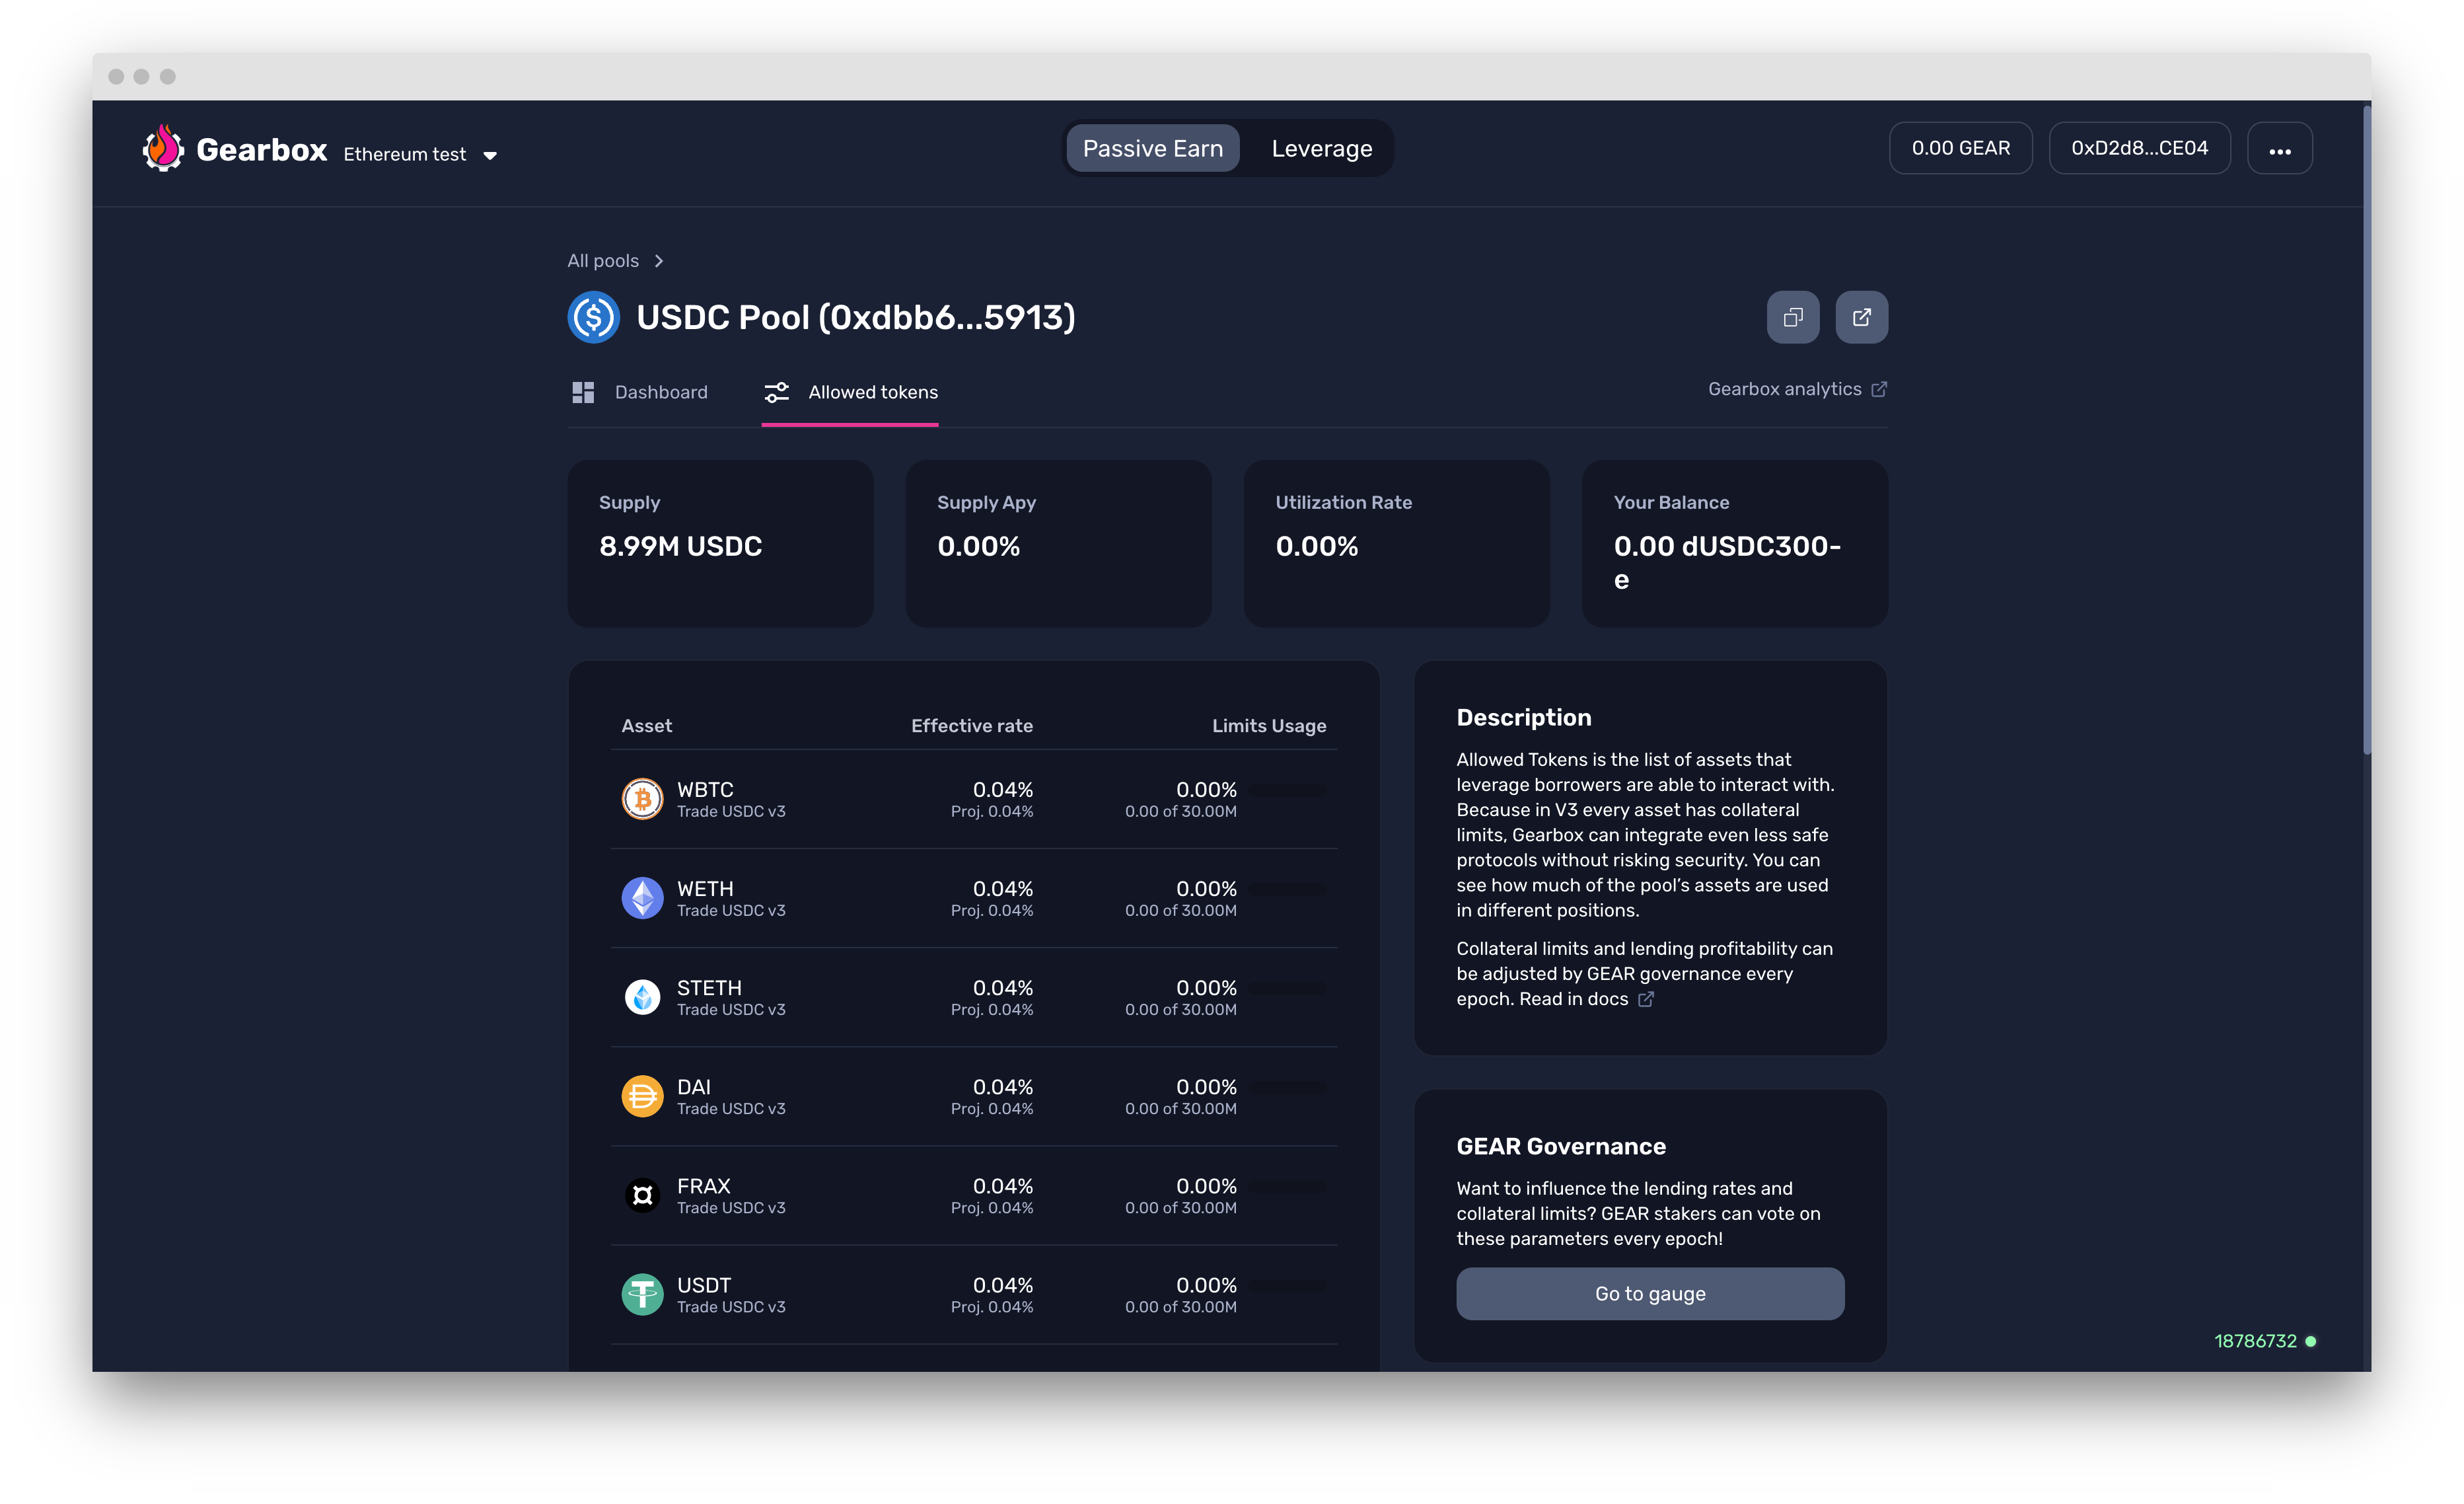 Gearbox
Ethereum test
Passive Earn
Leverage
0.00 GEAR
0xD2d8...CE04
...
All pools
USDC Pool (0xdbb6...5913)
Dashboard
Allowed tokens
Gearbox analytics
Supply
8.99M USDC
Supply Apy
0.00%
Utilization Rate
0.00%
Your Balance
0.00 dUSDC300-
e
Asset
Effective rate
Limits Usage
WBTC
Trade USDC v3
0.04%
Proj. 0.04%
0.00%
0.00 of 30.00M
WETH
Trade USDC v3
0.04%
Proj. 0.04%
0.00%
0.00 of 30.00M
STETH
Trade USDC v3
0.04%
Proj. 0.04%
0.00%
0.00 of 30.00M
DAI
Trade USDC v3
0.04%
Proj. 0.04%
0.00%
0.00 of 30.00M
FRAX
Trade USDC v3
0.04%
Proj. 0.04%
0.00%
0.00 of 30.00M
USDT
Trade USDC v3
0.04%
Proj. 0.04%
0.00%
0.00 of 30.00M
Description
Allowed Tokens is the list of assets that
leverage borrowers are able to interact with.
Because in V3 every asset has collateral
limits, Gearbox can integrate even less safe
protocols without risking security. You can
see how much of the pool’s assets are used
in different positions.
Collateral limits and lending profitability can
be adjusted by GEAR governance every
epoch. Read in docs
GEAR Governance
Want to influence the lending rates and
collateral limits? GEAR stakers can vote on
these parameters every epoch!
Go to gauge
18786732